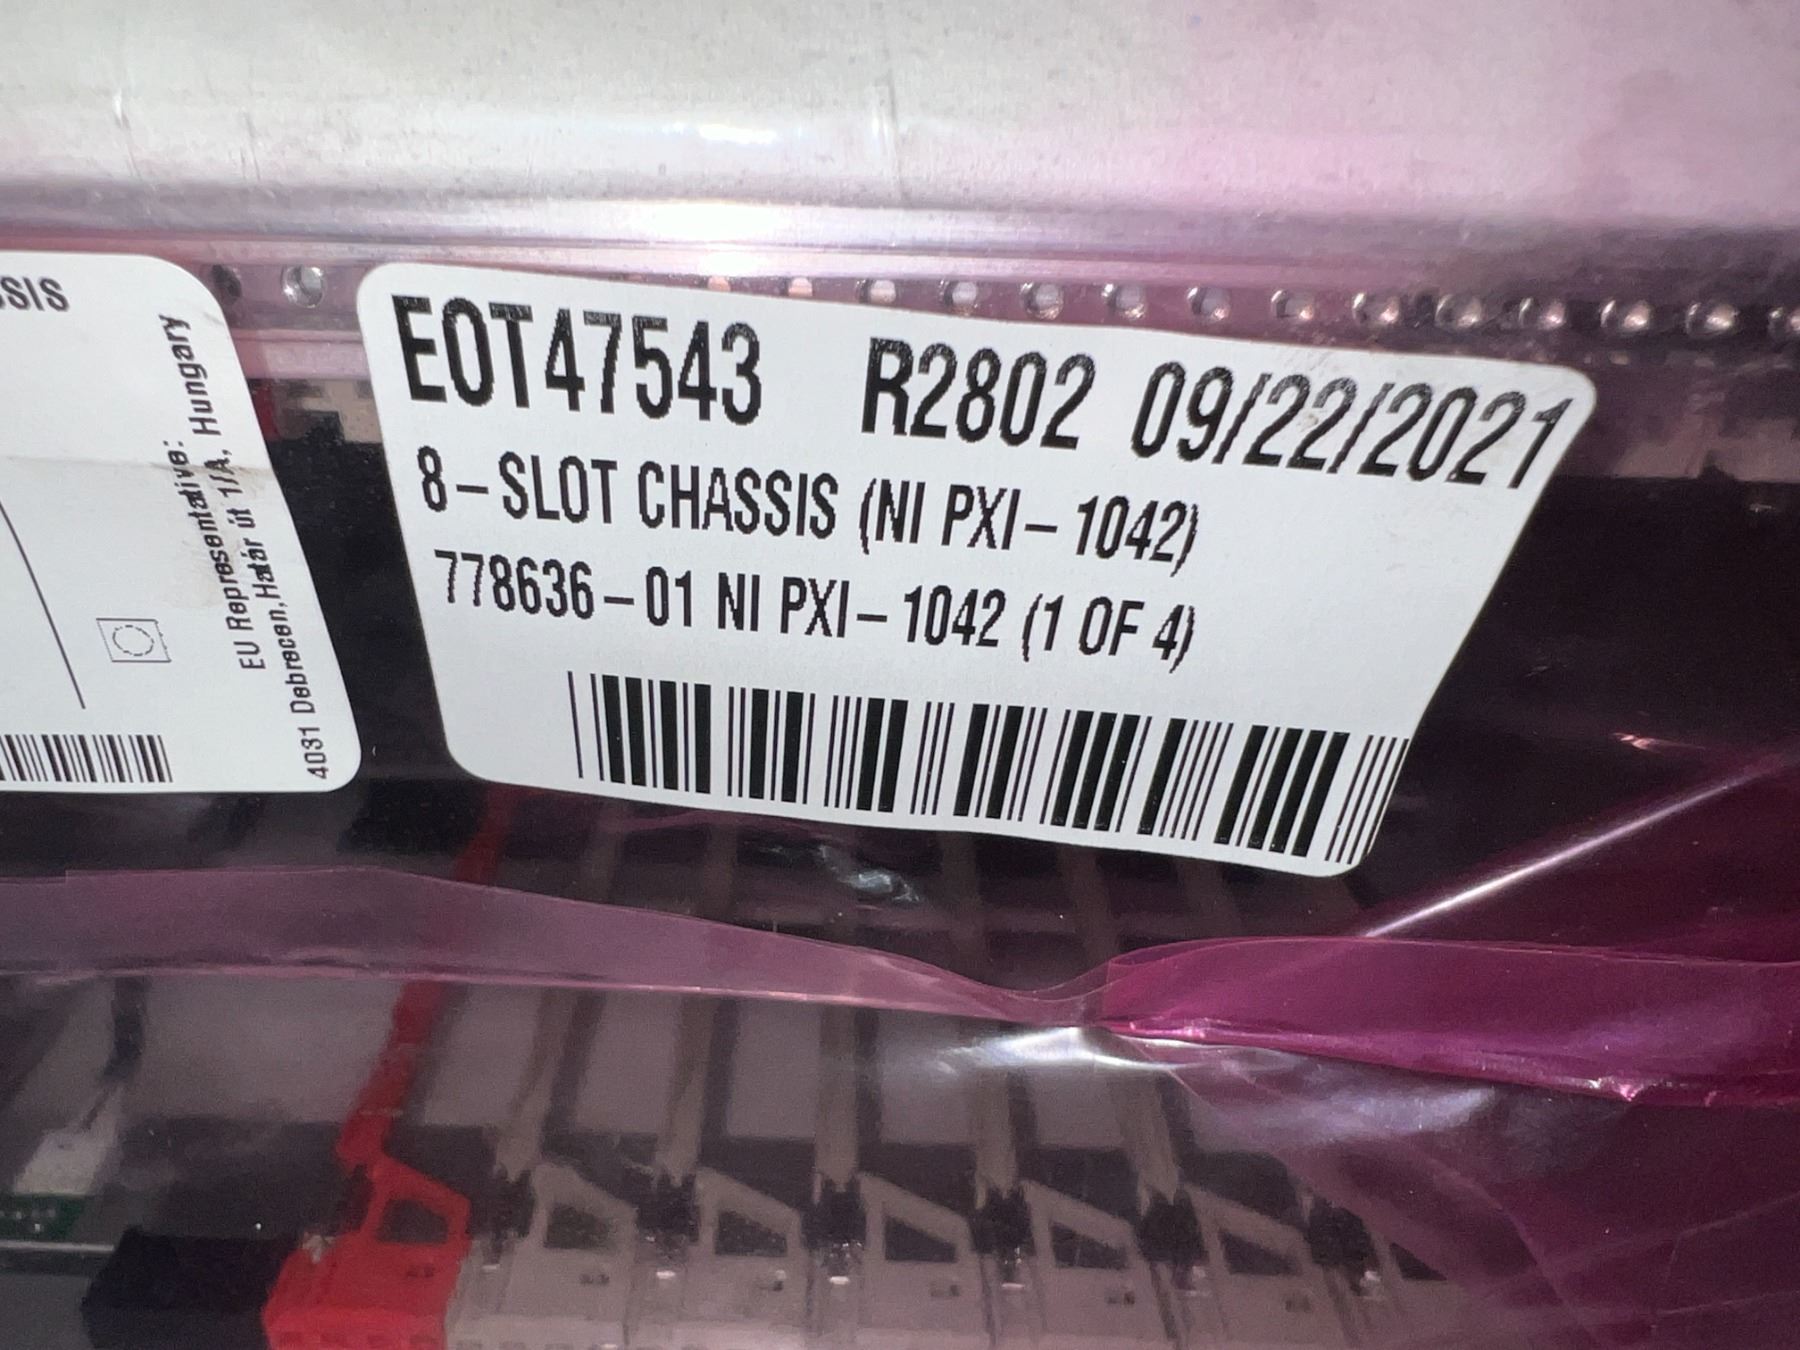 SSIS
EU Representative:
4031 Debrecen, Határ út 1/A, Hungary
EOT47543 R2802 09/22/2021
8-SLOT CHASSIS (NI PXI-1042)
778636-01 NI PXI-1042 (1 OF 4)